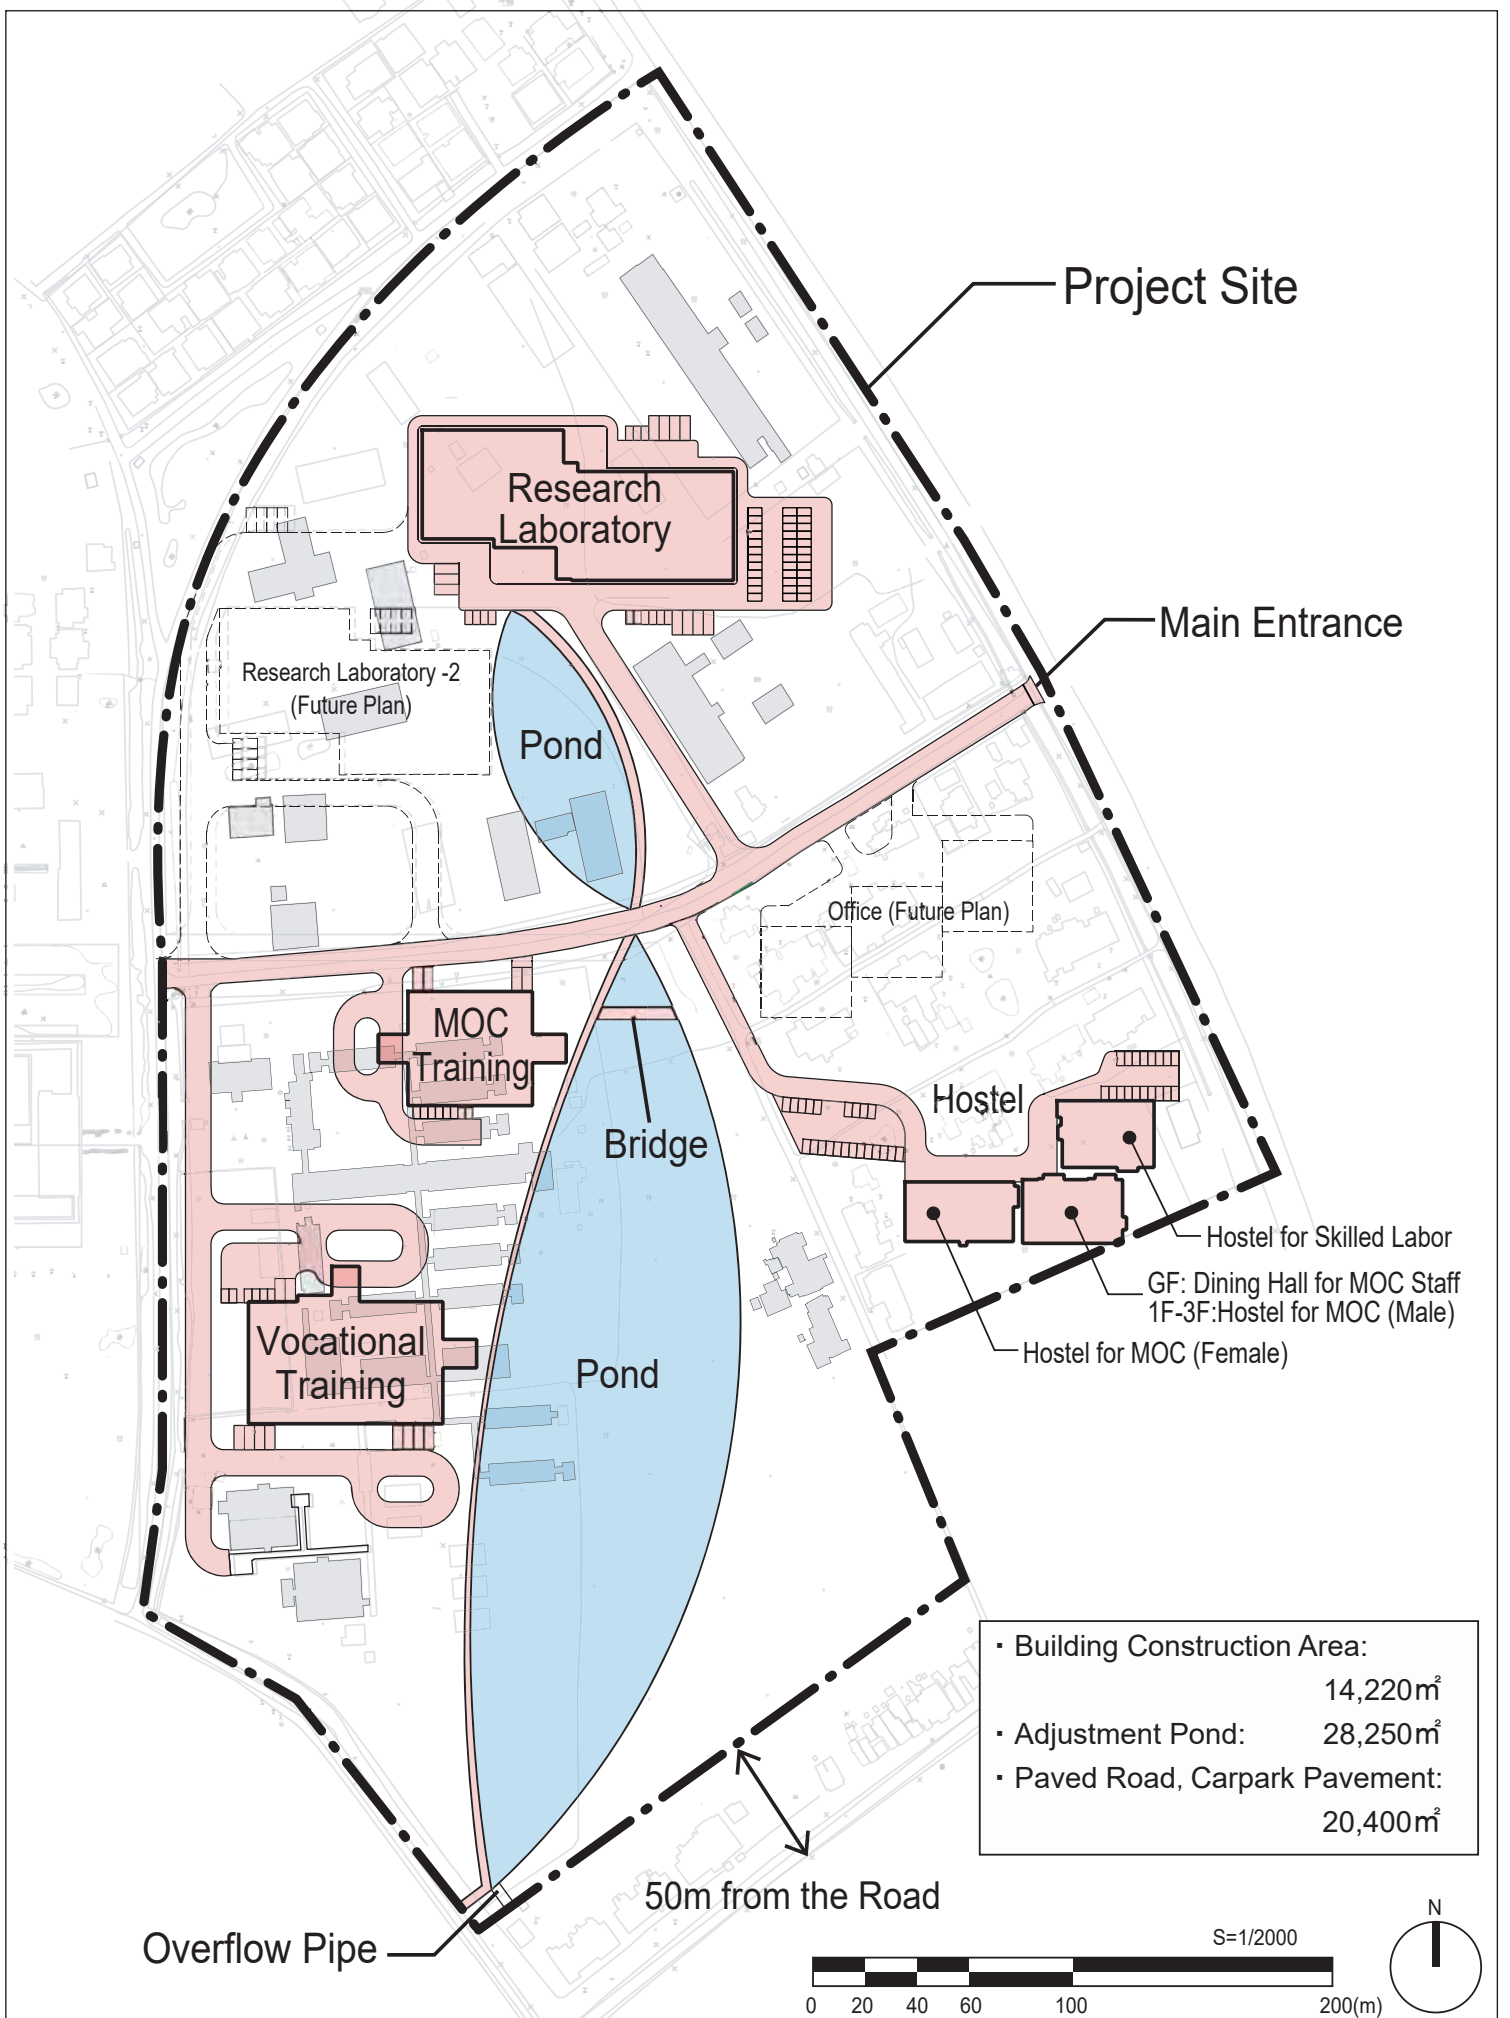 Project Site
Research
Laboratory
Main Entrance
Research Laboratory -2
(Future Plan)
Pond
Office (Future Plan)
MOC
Training
Bridge
Hostel
Hostel for Skilled Labor
GF: Dining Hall for MOC Staff
1F-3F:Hostel for MOC (Male)
Hostel for MOC (Female)
Vocational
Training
Pond
・Building Construction Area:
14,220㎡
・Adjustment Pond: 28,250㎡
・Paved Road, Carpark Pavement:
20,400㎡
50m from the Road
Overflow Pipe
S=1/2000
N
0 20 40 60 100 200(m)